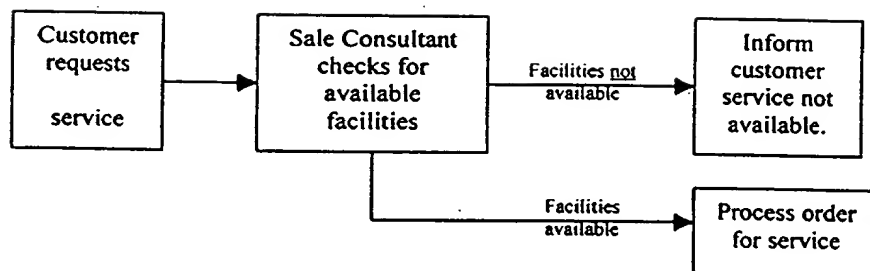 Customer
requests
service
Sale Consultant
checks for
available
facilities
Facilities not
available
Inform
customer
service not
available.
Facilities
available
Process order
for service